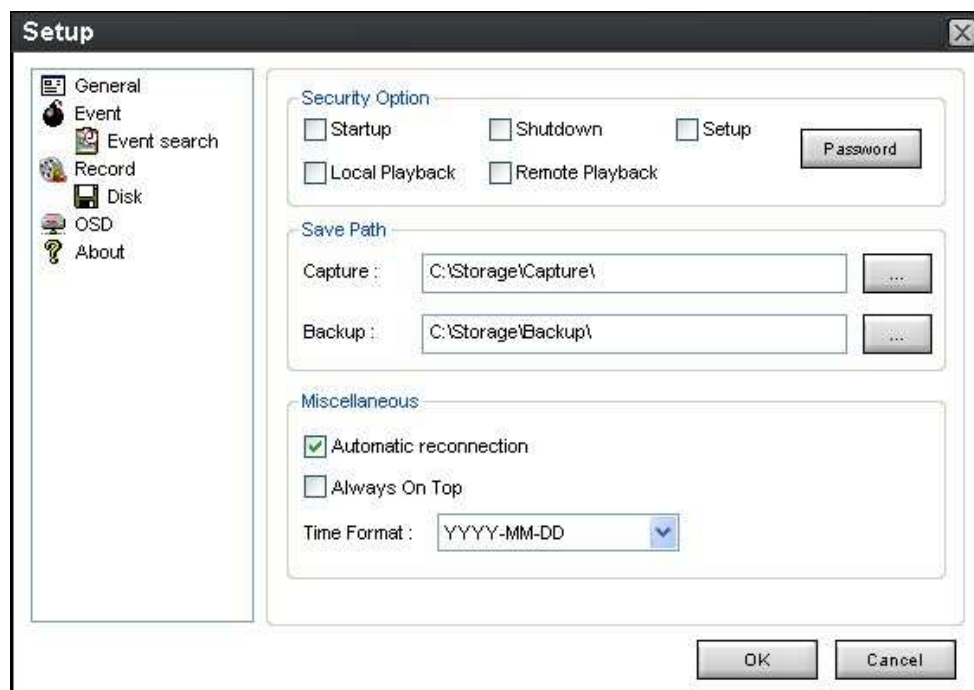 Setup
General
Event
Event search
Record
Disk
OSD
About
Security Option
Startup
Shutdown
Setup
Password
Local Playback
Remote Playback
Save Path
Capture :
C:\Storage\Capture\
...
Backup :
C:\Storage\Backup\
...
Miscellaneous
Automatic reconnection
Always On Top
Time Format :
YYYY-MM-DD
OK
Cancel